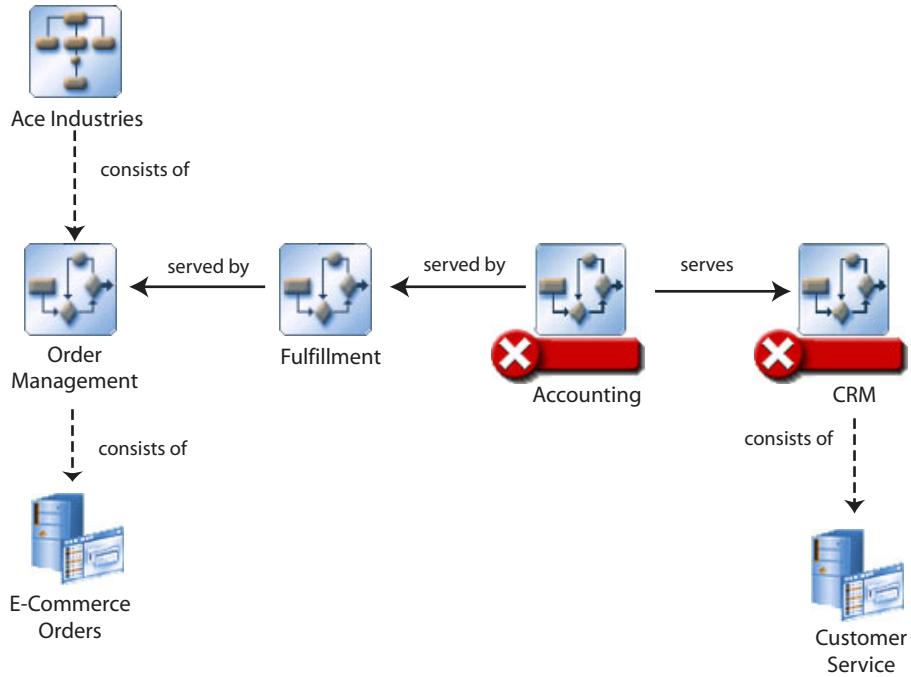 Ace Industries
consists of
served by
served by
serves
Order
Management
Fulfillment
Accounting
CRM
consists of
consists of
E-Commerce
Orders
Customer
Service